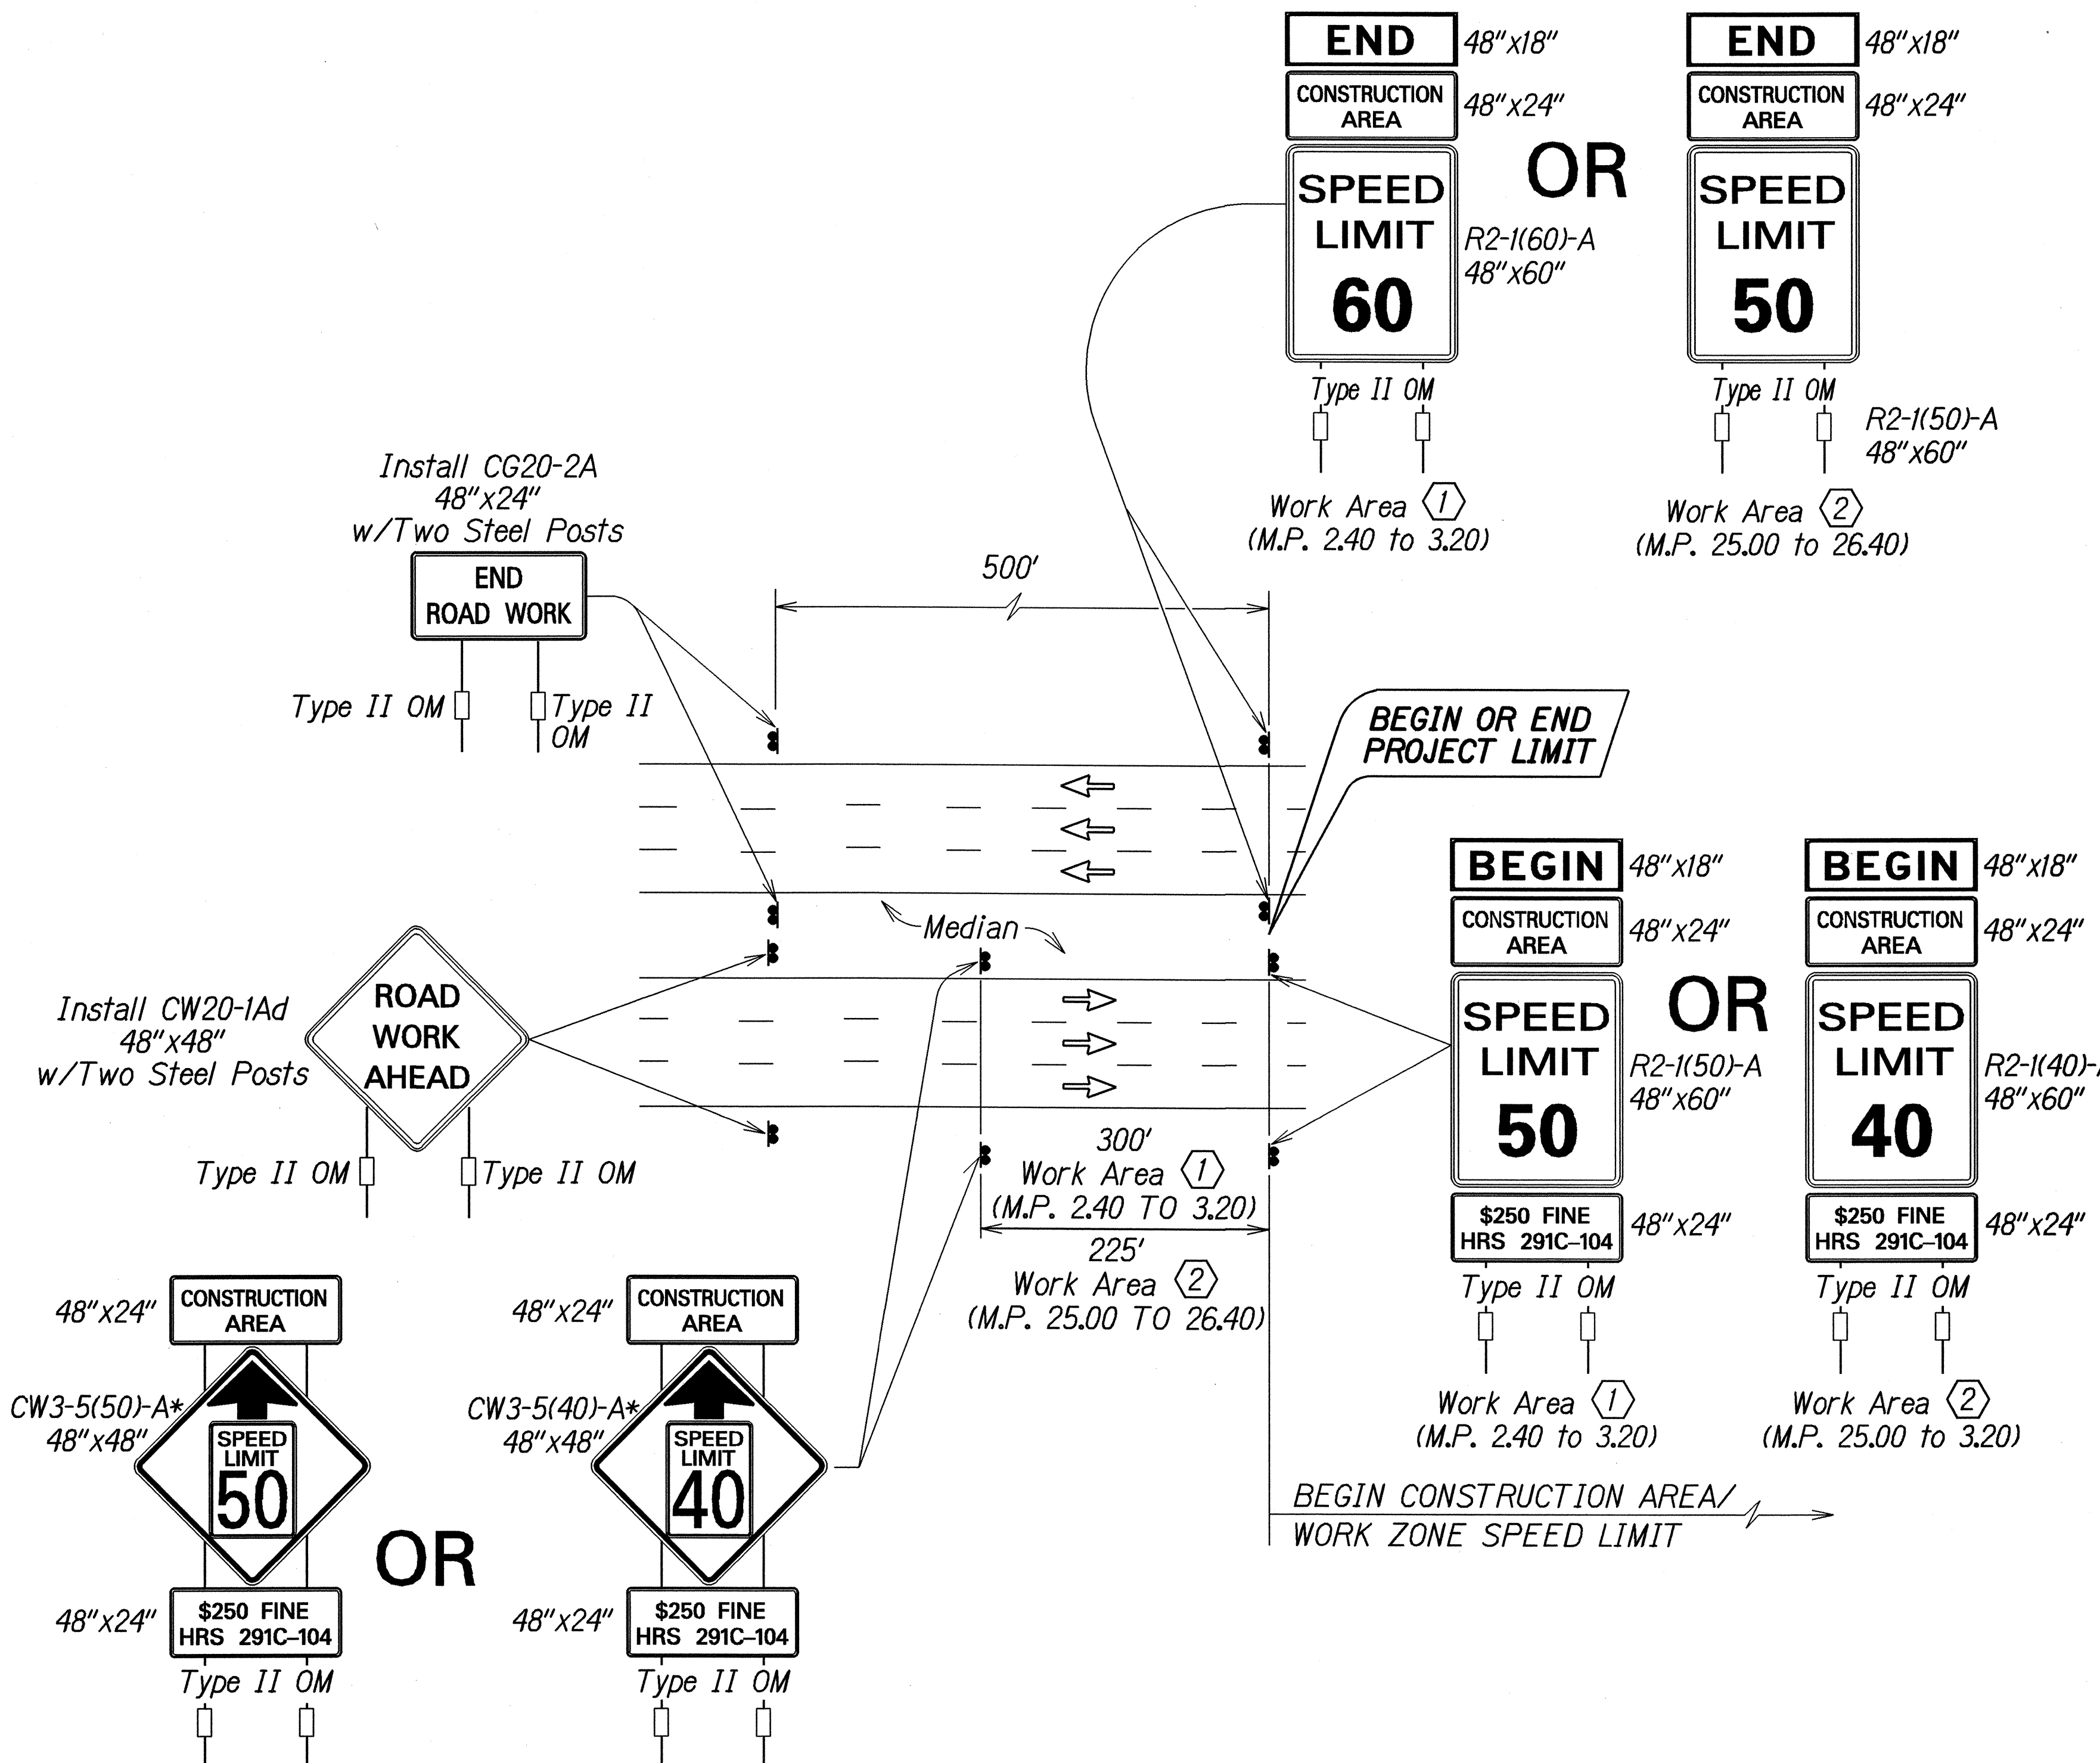 END
48"x18"
CONSTRUCTION
AREA
48"x24"
SPEED
LIMIT
60
R2-1(60)-A
48"x60"
Type II OM
Work Area 1
(M.P. 2.40 to 3.20)
OR
END
48"x18"
CONSTRUCTION
AREA
48"x24"
SPEED
LIMIT
50
Type II OM
R2-1(50)-A
48"x60"
Work Area 2
(M.P. 25.00 to 26.40)
Install CG20-2A
48"x24"
w/Two Steel Posts
END
ROAD WORK
Type II OM
Type II
OM
500'
BEGIN OR END
PROJECT LIMIT
Median
Install CW20-1Ad
48"x48"
w/Two Steel Posts
ROAD
WORK
AHEAD
Type II OM
Type II OM
300'
Work Area 1
(M.P. 2.40 TO 3.20)
225'
Work Area 2
(M.P. 25.00 TO 26.40)
BEGIN
48"x18"
CONSTRUCTION
AREA
48"x24"
SPEED
LIMIT
50
R2-1(50)-A
48"x60"
$250 FINE
HRS 291C–104
48"x24"
Type II OM
Work Area 1
(M.P. 2.40 to 3.20)
OR
BEGIN
48"x18"
CONSTRUCTION
AREA
48"x24"
SPEED
LIMIT
40
R2-1(40)-A
48"x60"
$250 FINE
HRS 291C–104
48"x24"
Type II OM
Work Area 2
(M.P. 25.00 to 3.20)
BEGIN CONSTRUCTION AREA/
WORK ZONE SPEED LIMIT
48"x24"
CONSTRUCTION
AREA
CW3-5(50)-A*
48"x48"
SPEED
LIMIT
50
48"x24"
$250 FINE
HRS 291C–104
Type II OM
OR
48"x24"
CONSTRUCTION
AREA
CW3-5(40)-A*
48"x48"
SPEED
LIMIT
40
48"x24"
$250 FINE
HRS 291C–104
Type II OM